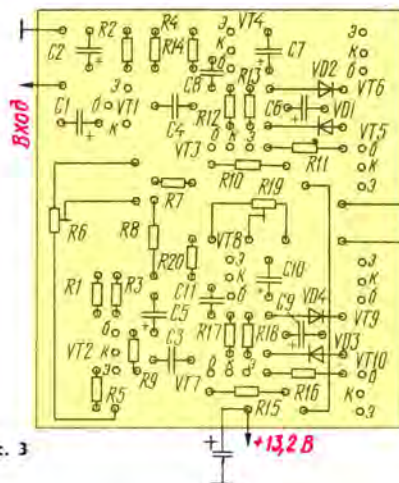 R2 R4 VT4
C2 R14 э к б C7
C8 R13 VD2
Вход C1 б э VT1 к C4 R12 C6 VD1 VT6
VT3 б к э R11 VT5
б к э
R10
R7 R19
R6 R8 VT8
R20 э к б C10 э к б
R1 R3 C11 VD4
C5 R17 R18 C9 VT9
б к э VT2 C3 VD3
R9 VT7 б к э R16 VT10 б к э
R5 R15
с. 3 +13,2 В